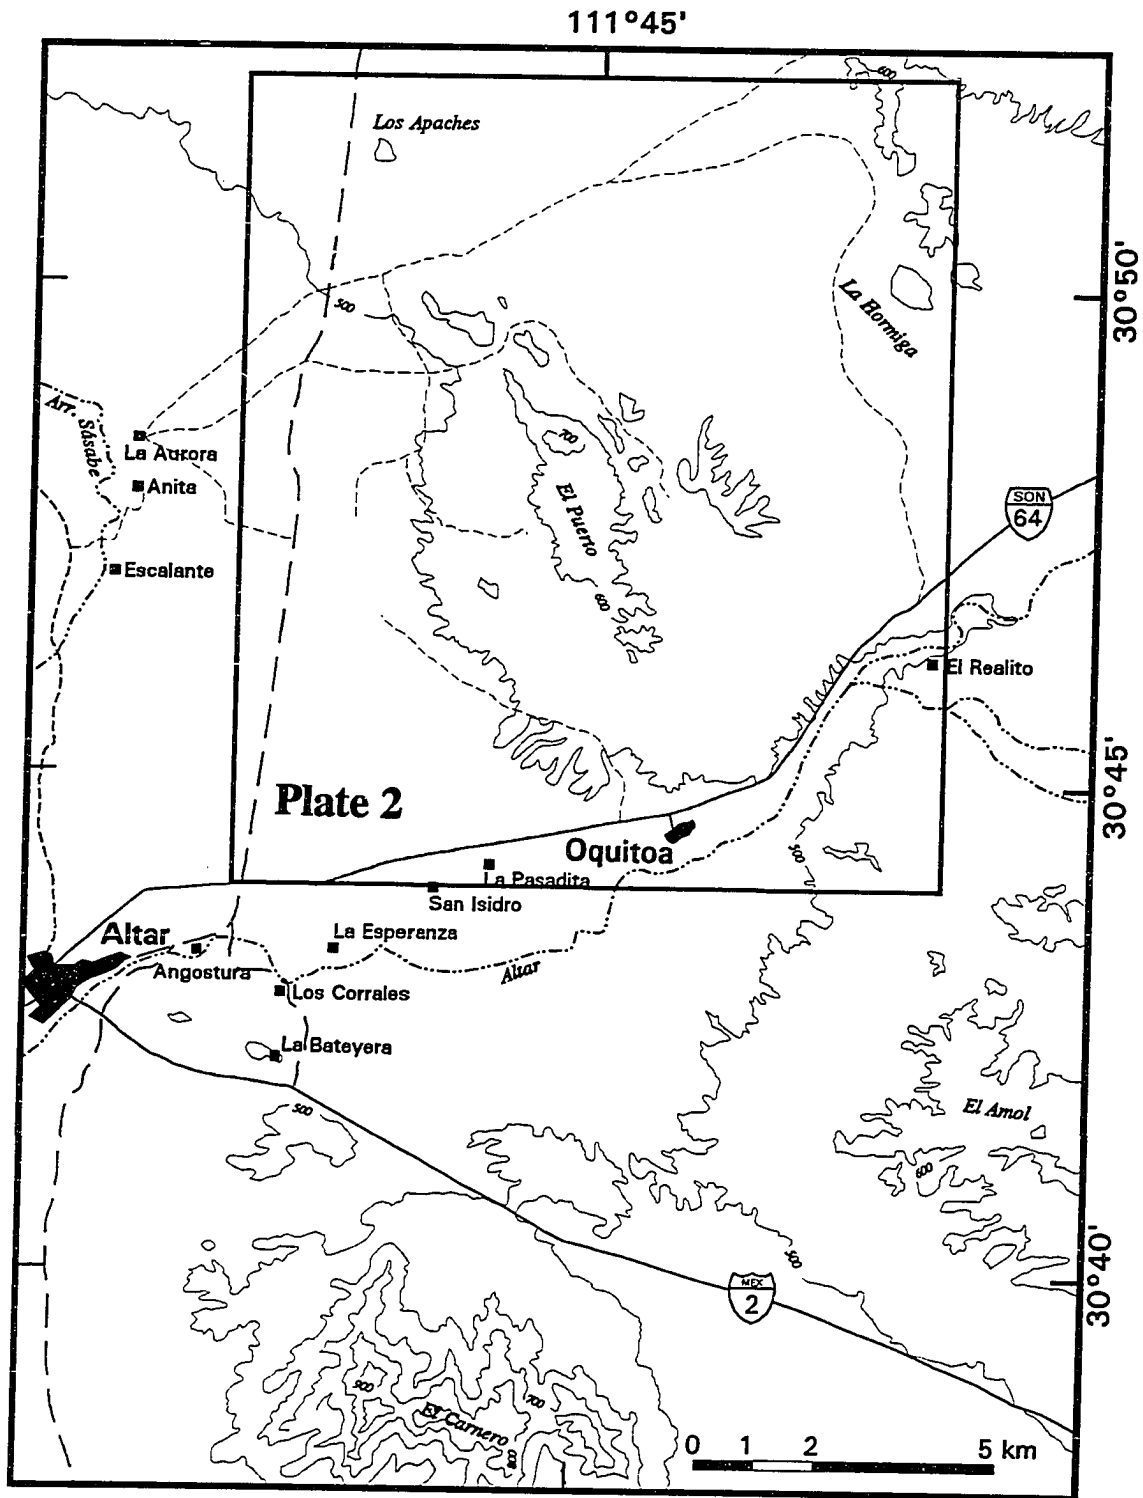 111°45'
600
Los Apaches
30°50'
500
La Hormiga
Arr. Sásabe
La Aurora
700
Anita
El Puerto
SON
64
Escalante
600
El Realito
30°45'
Plate 2
Oquitoa
500
La Pasadita
San Isidro
Altar
La Esperanza
Angostura
Altar
Los Corrales
La Bateyera
500
El Amol
600
500
30°40'
MEX
2
900
700
El Carnero
800
0 1 2 5 km